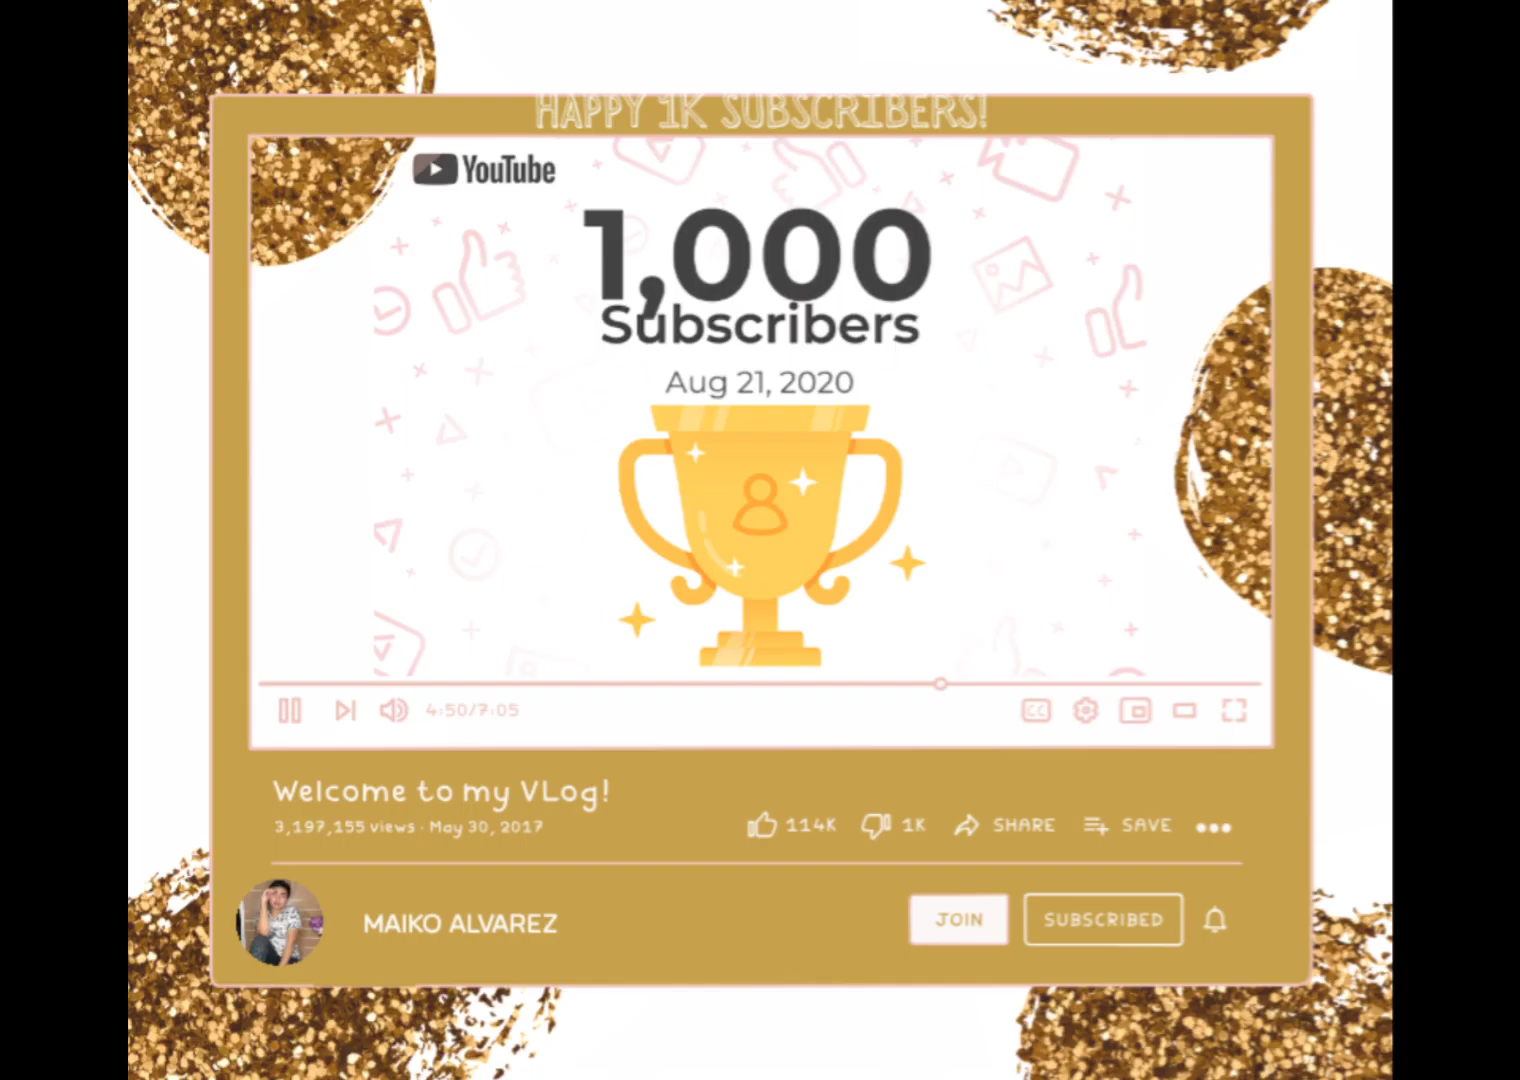 HAPPY 1K SUBSCRIBERS!
YouTube
1,000
Subscribers
Aug 21, 2020
4:50/7:05
CC
Welcome to my VLog!
3,197,155 views · May 30, 2017
114K 1K SHARE SAVE
MAIKO ALVAREZ
JOIN SUBSCRIBED